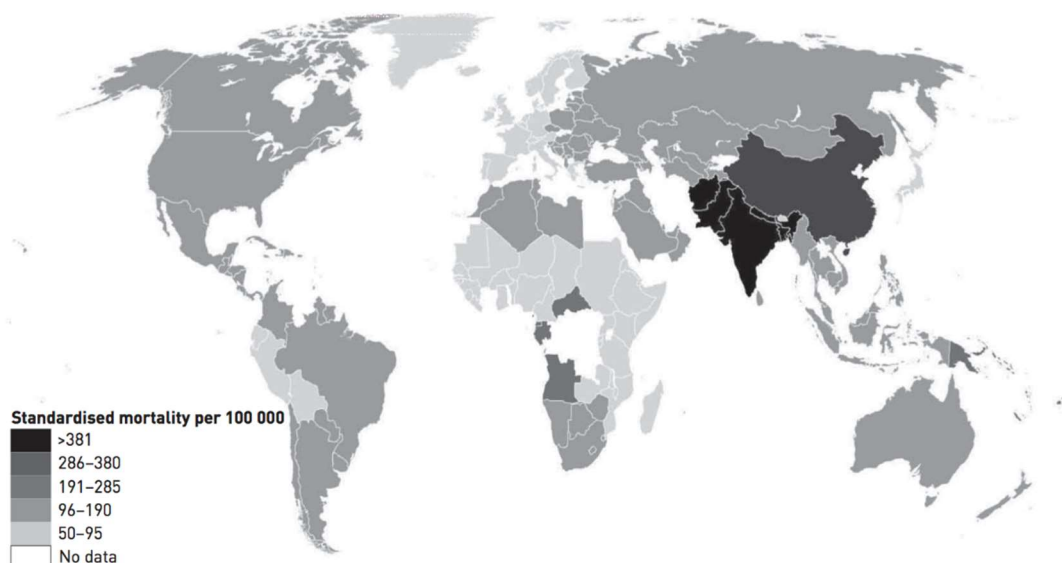 Standardised mortality per 100 000
>381
286–380
191–285
96–190
50–95
No data